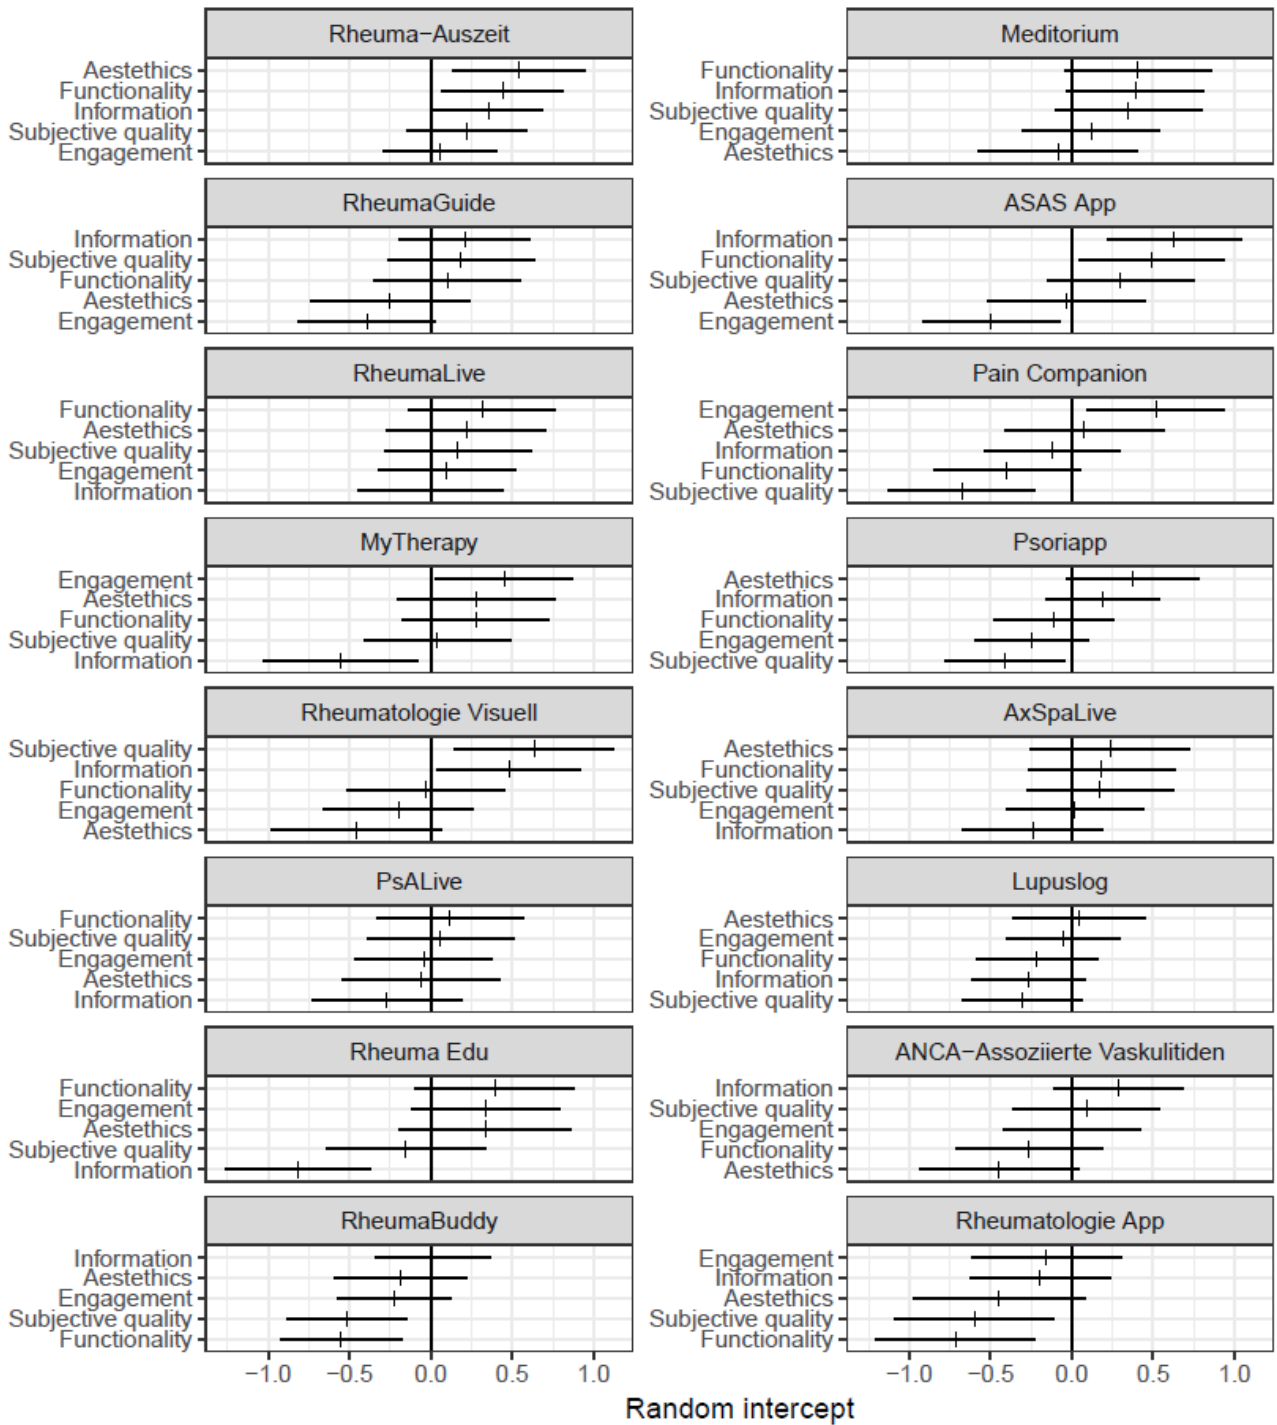 Rheuma−Auszeit
Aestethics
Functionality
Information
Subjective quality
Engagement
Meditorium
Functionality
Information
Subjective quality
Engagement
Aestethics
RheumaGuide
Information
Subjective quality
Functionality
Aestethics
Engagement
ASAS App
Information
Functionality
Subjective quality
Aestethics
Engagement
RheumaLive
Functionality
Aestethics
Subjective quality
Engagement
Information
Pain Companion
Engagement
Aestethics
Information
Functionality
Subjective quality
MyTherapy
Engagement
Aestethics
Functionality
Subjective quality
Information
Psoriapp
Aestethics
Information
Functionality
Engagement
Subjective quality
Rheumatologie Visuell
Subjective quality
Information
Functionality
Engagement
Aestethics
AxSpaLive
Aestethics
Functionality
Subjective quality
Engagement
Information
PsALive
Functionality
Subjective quality
Engagement
Aestethics
Information
Lupuslog
Aestethics
Engagement
Functionality
Information
Subjective quality
Rheuma Edu
Functionality
Engagement
Aestethics
Subjective quality
Information
ANCA−Assoziierte Vaskulitiden
Information
Subjective quality
Engagement
Functionality
Aestethics
RheumaBuddy
Information
Aestethics
Engagement
Subjective quality
Functionality
Rheumatologie App
Engagement
Information
Aestethics
Subjective quality
Functionality
−1.0 −0.5 0.0 0.5 1.0
−1.0 −0.5 0.0 0.5 1.0
Random intercept